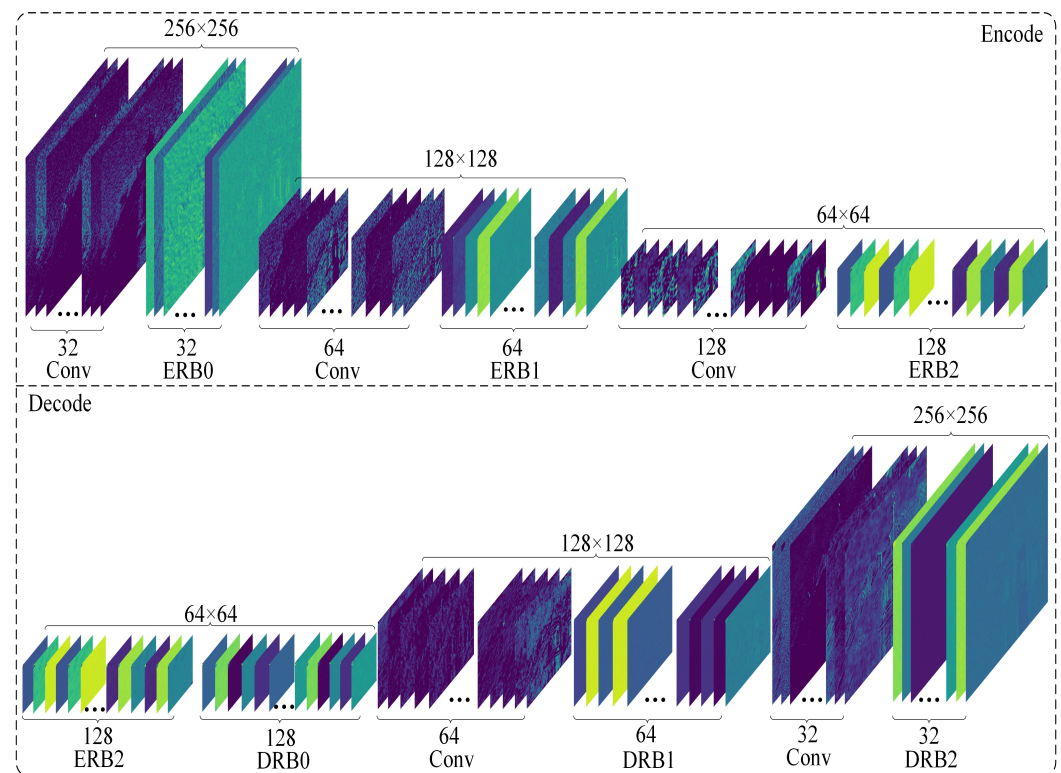 256×256
Encode
128×128
64×64
...
...
...
...
...
...
32
32
64
64
128
128
Conv
ERB0
Conv
ERB1
Conv
ERB2
Decode
256×256
128×128
64×64
...
...
...
...
...
...
128
128
64
64
32
32
ERB2
DRB0
Conv
DRB1
Conv
DRB2